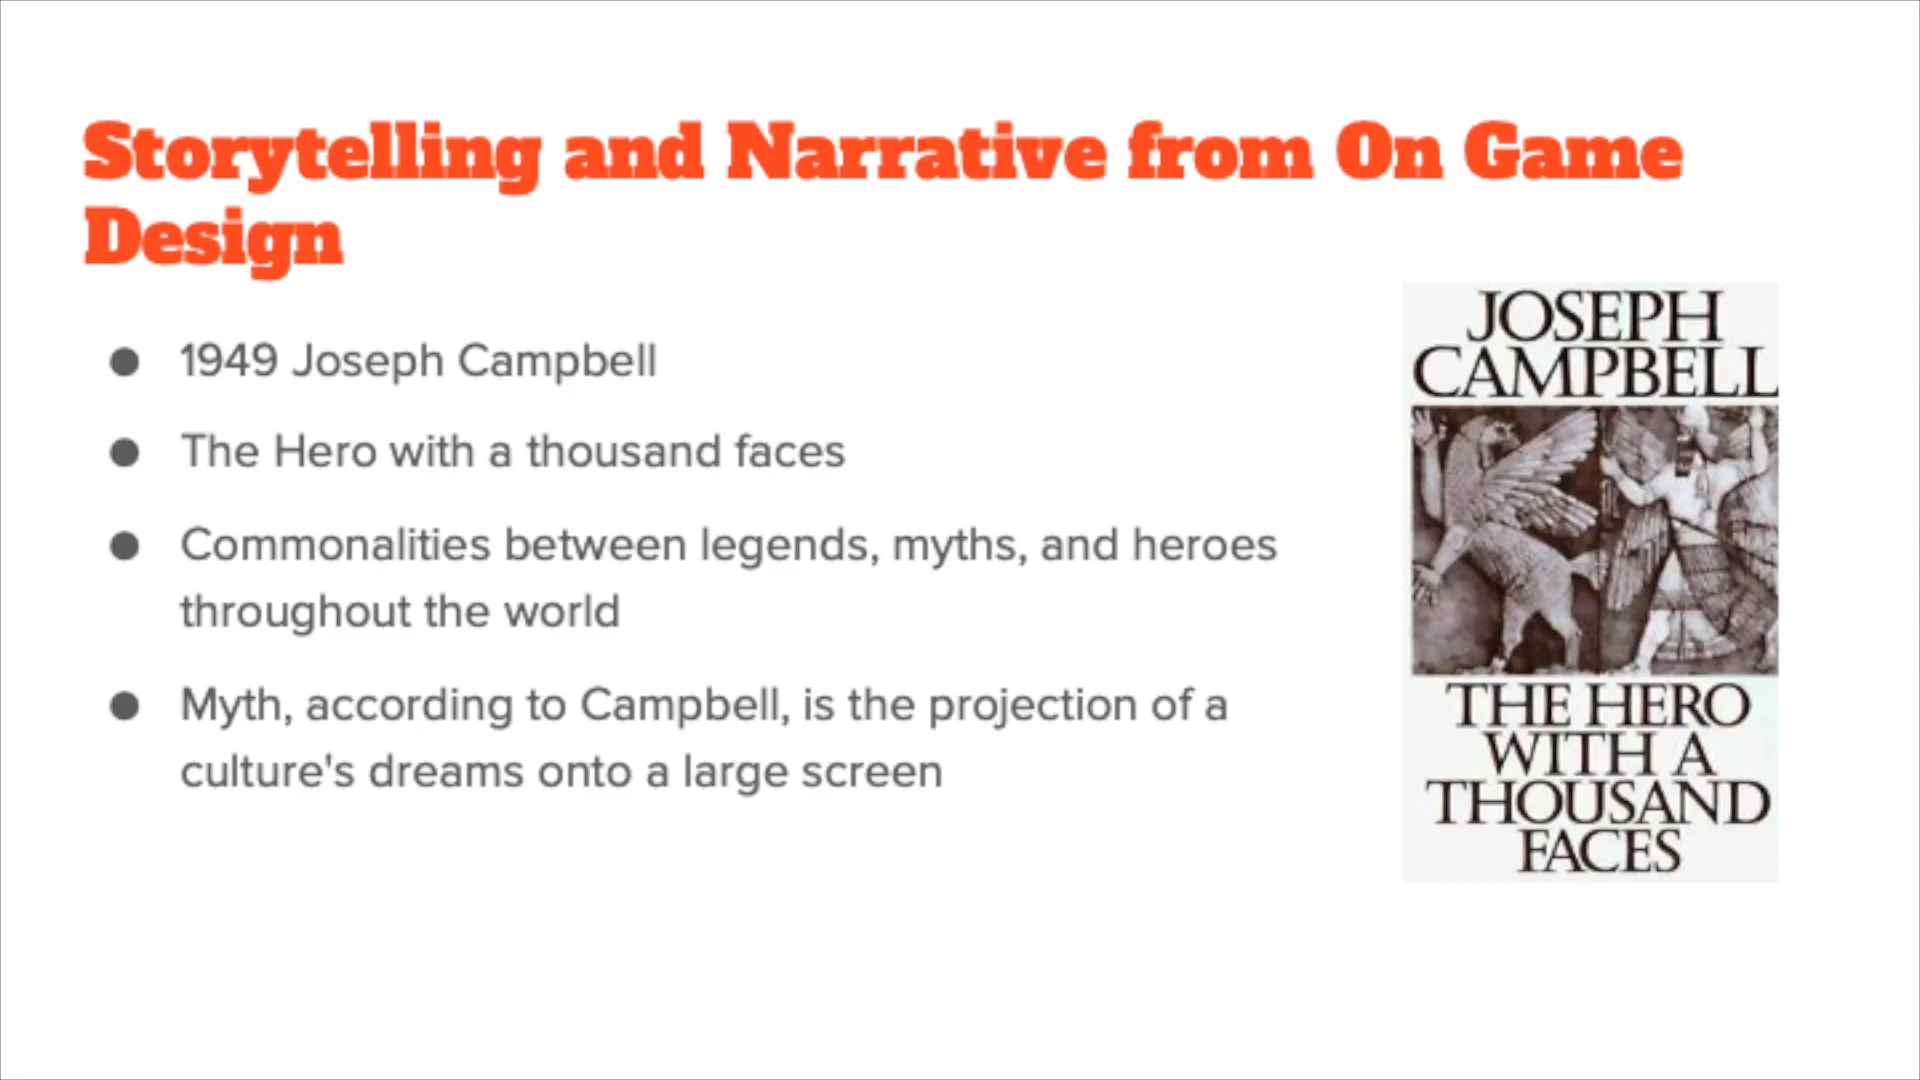 Storytelling and Narrative from On Game
Design
● 1949 Joseph Campbell
● The Hero with a thousand faces
● Commonalities between legends, myths, and heroes
throughout the world
● Myth, according to Campbell, is the projection of a
culture's dreams onto a large screen
JOSEPH
CAMPBELL
THE HERO
WITH A
THOUSAND
FACES